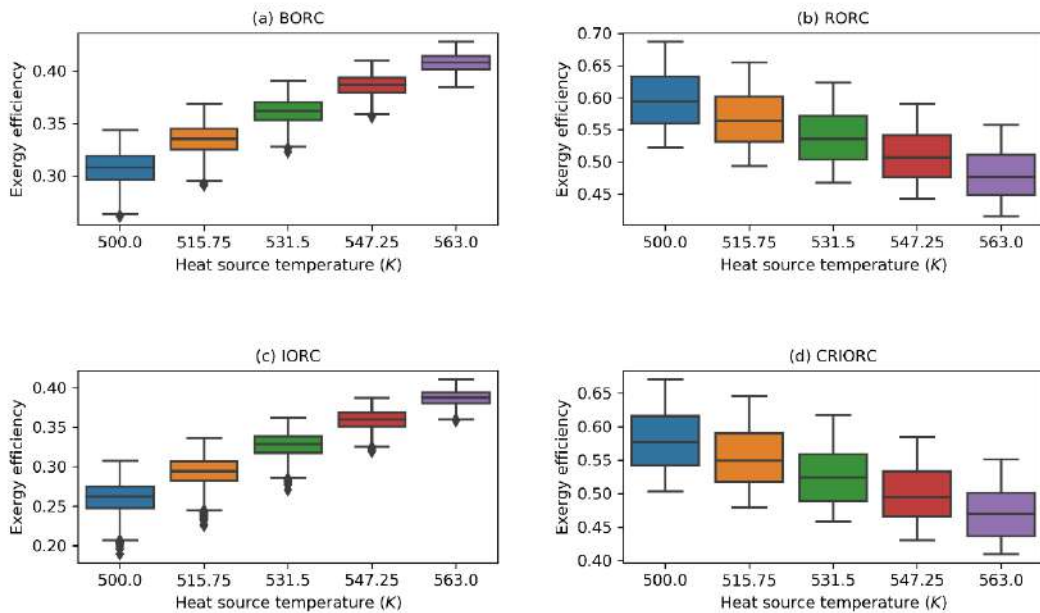 (a) BORC
Exergy efficiency
0.40
0.35
0.30
500.0 515.75 531.5 547.25 563.0
Heat source temperature (K)
(b) RORC
Exergy efficiency
0.70
0.65
0.60
0.55
0.50
0.45
500.0 515.75 531.5 547.25 563.0
Heat source temperature (K)
(c) IORC
Exergy efficiency
0.40
0.35
0.30
0.25
0.20
500.0 515.75 531.5 547.25 563.0
Heat source temperature (K)
(d) CRIORC
Exergy efficiency
0.65
0.60
0.55
0.50
0.45
0.40
500.0 515.75 531.5 547.25 563.0
Heat source temperature (K)